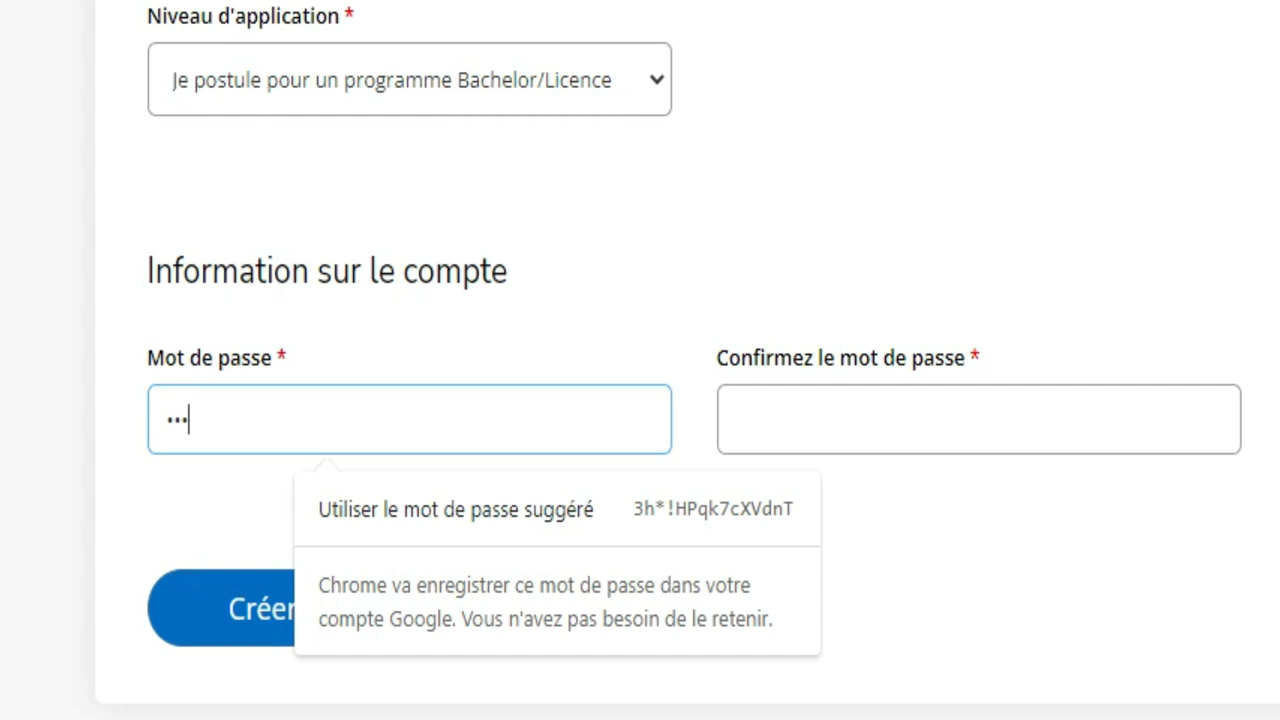 Niveau d'application *
Je postule pour un programme Bachelor/Licence
Information sur le compte
Mot de passe *
Confirmez le mot de passe *
•••
Utiliser le mot de passe suggéré 3h*!HPqk7cXVdnT
Chrome va enregistrer ce mot de passe dans votre
compte Google. Vous n'avez pas besoin de le retenir.
Créer